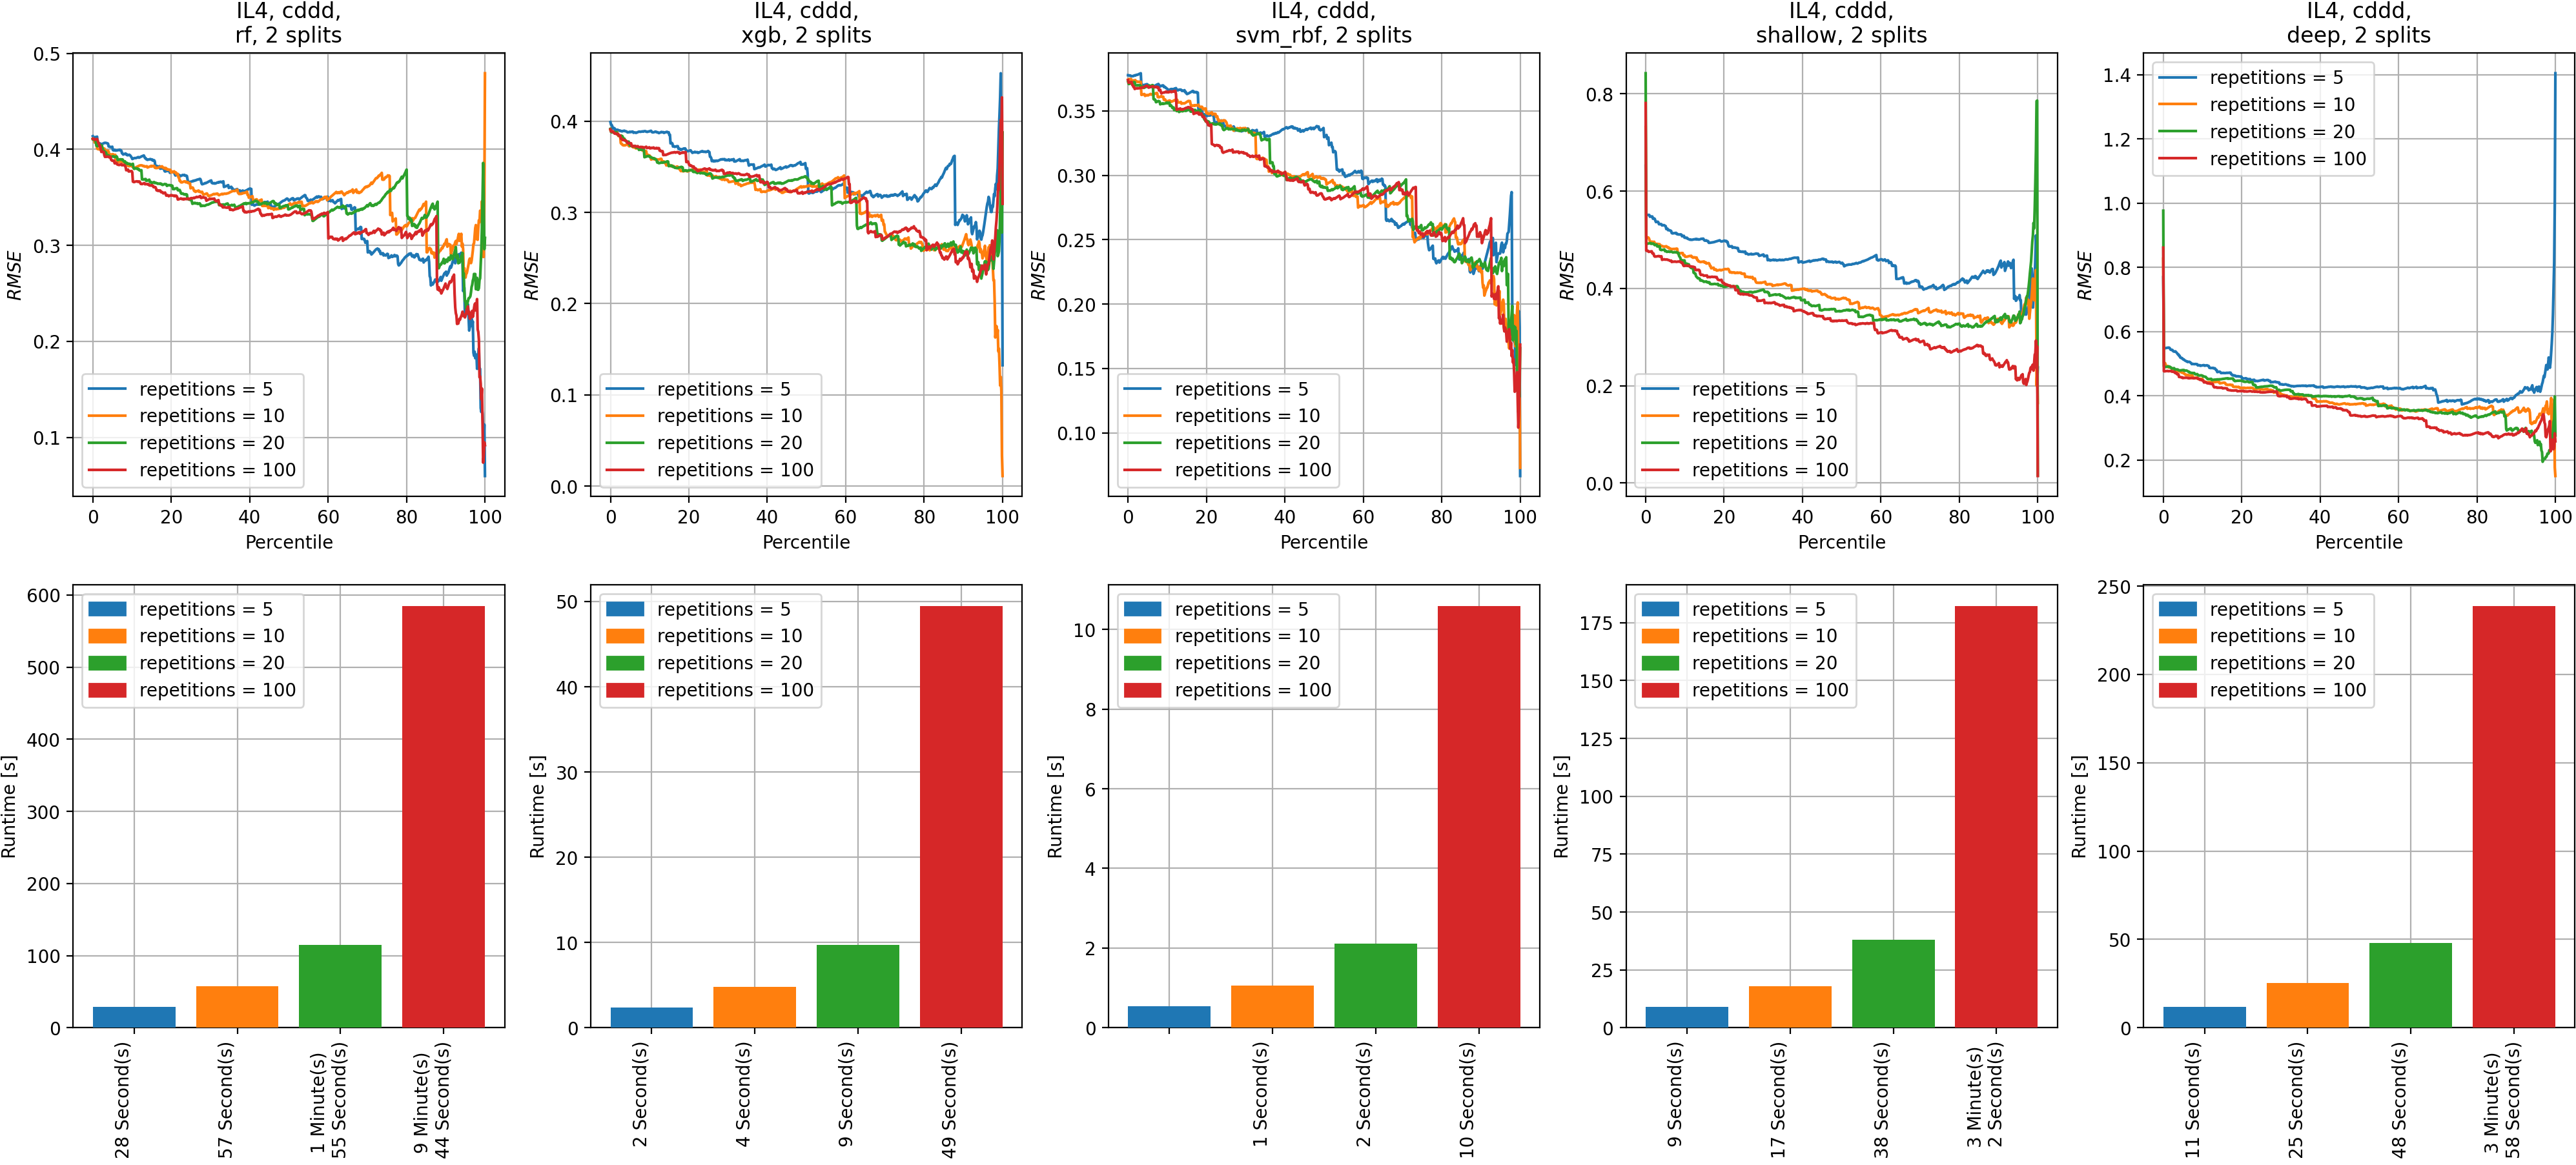 IL4, cddd,
rf, 2 splits
0.5
0.4
0.3
0.2
0.1
RMSE
repetitions = 5
repetitions = 10
repetitions = 20
repetitions = 100
0 20 40 60 80 100
Percentile
IL4, cddd,
xgb, 2 splits
0.4
0.3
0.2
0.1
0.0
RMSE
repetitions = 5
repetitions = 10
repetitions = 20
repetitions = 100
0 20 40 60 80 100
Percentile
IL4, cddd,
svm_rbf, 2 splits
0.35
0.30
0.25
0.20
0.15
0.10
RMSE
repetitions = 5
repetitions = 10
repetitions = 20
repetitions = 100
0 20 40 60 80 100
Percentile
IL4, cddd,
shallow, 2 splits
0.8
0.6
0.4
0.2
0.0
RMSE
repetitions = 5
repetitions = 10
repetitions = 20
repetitions = 100
0 20 40 60 80 100
Percentile
IL4, cddd,
deep, 2 splits
1.4
1.2
1.0
0.8
0.6
0.4
0.2
RMSE
repetitions = 5
repetitions = 10
repetitions = 20
repetitions = 100
0 20 40 60 80 100
Percentile
600
500
400
300
200
100
0
Runtime [s]
repetitions = 5
repetitions = 10
repetitions = 20
repetitions = 100
28 Second(s)
57 Second(s)
1 Minute(s)
55 Second(s)
9 Minute(s)
44 Second(s)
50
40
30
20
10
0
Runtime [s]
repetitions = 5
repetitions = 10
repetitions = 20
repetitions = 100
2 Second(s)
4 Second(s)
9 Second(s)
49 Second(s)
10
8
6
4
2
0
Runtime [s]
repetitions = 5
repetitions = 10
repetitions = 20
repetitions = 100
1 Second(s)
2 Second(s)
10 Second(s)
175
150
125
100
75
50
25
0
Runtime [s]
repetitions = 5
repetitions = 10
repetitions = 20
repetitions = 100
9 Second(s)
17 Second(s)
38 Second(s)
3 Minute(s)
2 Second(s)
250
200
150
100
50
0
Runtime [s]
repetitions = 5
repetitions = 10
repetitions = 20
repetitions = 100
11 Second(s)
25 Second(s)
48 Second(s)
3 Minute(s)
58 Second(s)